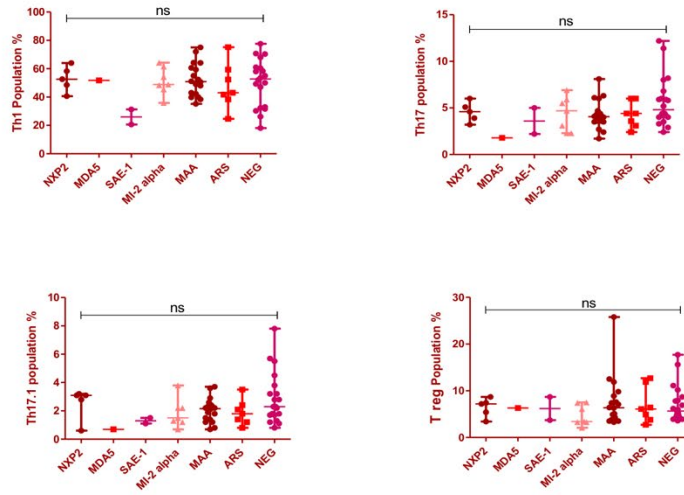 ns
Th1 Population %
100
80
60
40
20
0
NXP2
MDA5
SAE-1
MI-2 alpha
MAA
ARS
NEG
ns
Th17 population %
15
10
5
0
NXP2
MDA5
SAE-1
MI-2 alpha
MAA
ARS
NEG
ns
Th17.1 population %
10
8
6
4
2
0
NXP2
MDA5
SAE-1
MI-2 alpha
MAA
ARS
NEG
ns
T reg Population %
30
20
10
0
NXP2
MDA5
SAE-1
MI-2 alpha
MAA
ARS
NEG